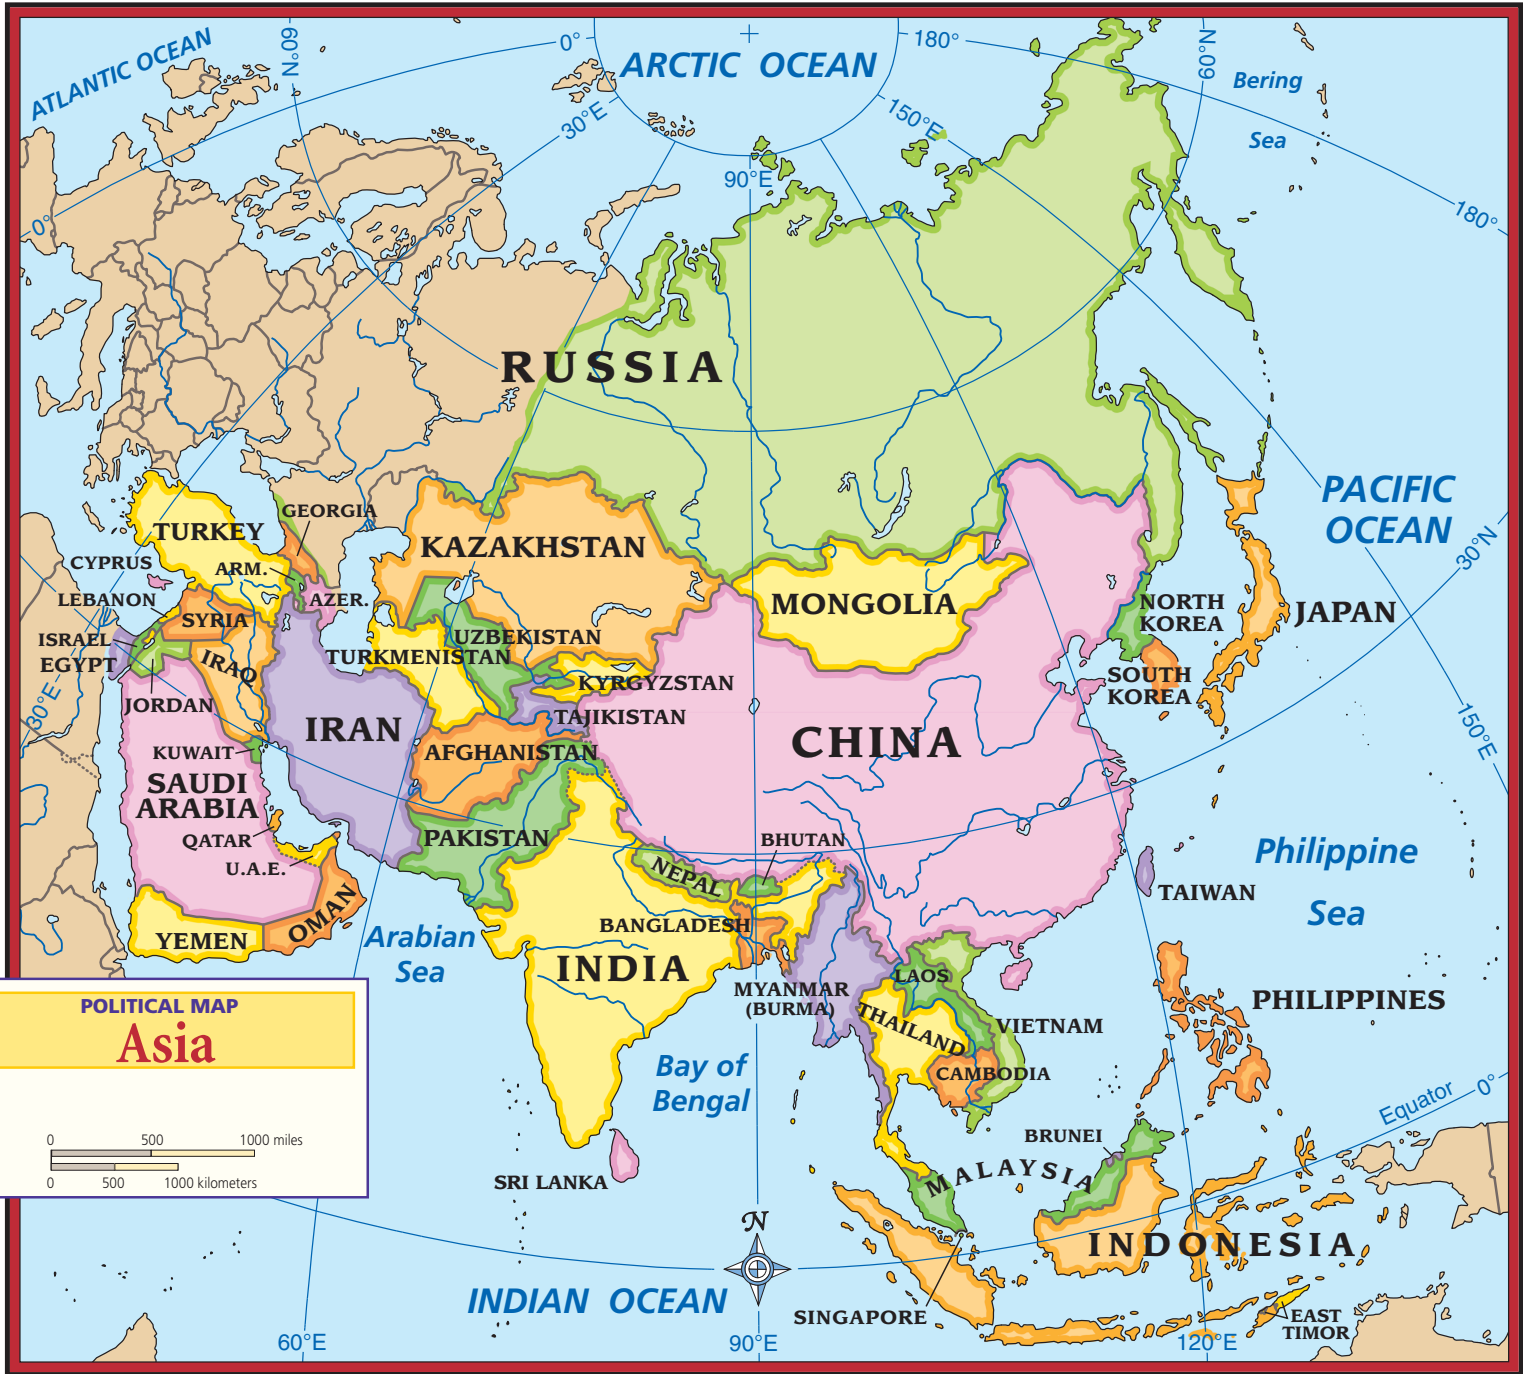 ATLANTIC OCEAN
60°N
0°
ARCTIC OCEAN
180°
60°N
Bering
Sea
30°E
150°E
90°E
0°
180°
RUSSIA
PACIFIC
OCEAN
30°N
GEORGIA
TURKEY
KAZAKHSTAN
CYPRUS
ARM.
LEBANON
AZER.
MONGOLIA
NORTH
KOREA
JAPAN
SYRIA
ISRAEL
UZBEKISTAN
EGYPT
IRAQ
TURKMENISTAN
KYRGYZSTAN
SOUTH
KOREA
30°E
JORDAN
TAJIKISTAN
IRAN
CHINA
150°E
KUWAIT
AFGHANISTAN
SAUDI
ARABIA
QATAR
PAKISTAN
BHUTAN
Philippine
Sea
U.A.E.
NEPAL
TAIWAN
OMAN
BANGLADESH
YEMEN
Arabian
Sea
INDIA
LAOS
MYANMAR
(BURMA)
PHILIPPINES
THAILAND
VIETNAM
POLITICAL MAP
Asia
Bay of
Bengal
CAMBODIA
Equator
0°
0 500 1000 miles
0 500 1000 kilometers
BRUNEI
SRI LANKA
MALAYSIA
N
INDONESIA
INDIAN OCEAN
SINGAPORE
EAST
TIMOR
60°E
90°E
120°E